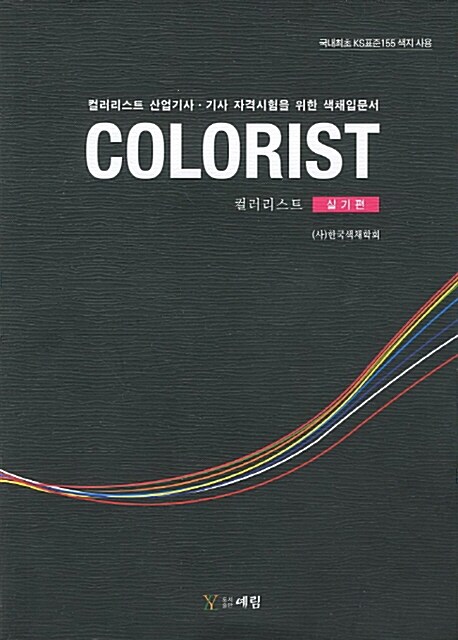 국내최초 KS표준155 색지 사용
컬러리스트 산업기사 · 기사 자격시험을 위한 색채입문서
COLORIST
컬러리스트 실기편
(사)한국색채학회
도서
출판 예림